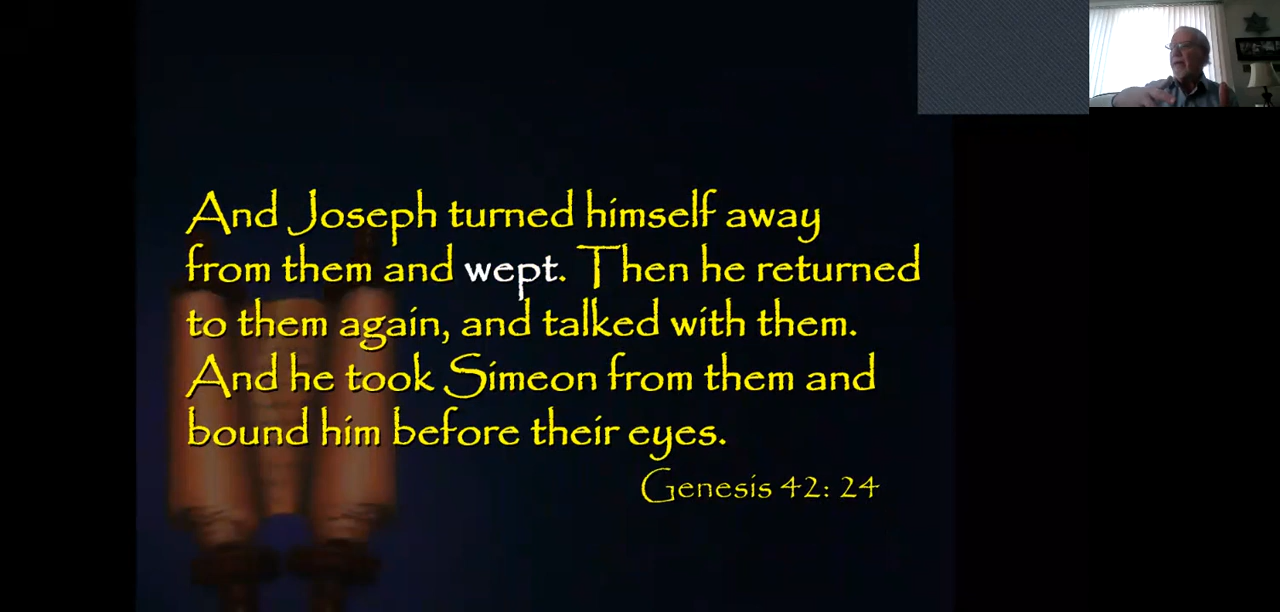 And Joseph turned himself away
from them and wept. Then he returned
to them again, and talked with them.
And he took Simeon from them and
bound him before their eyes.
Genesis 42: 24